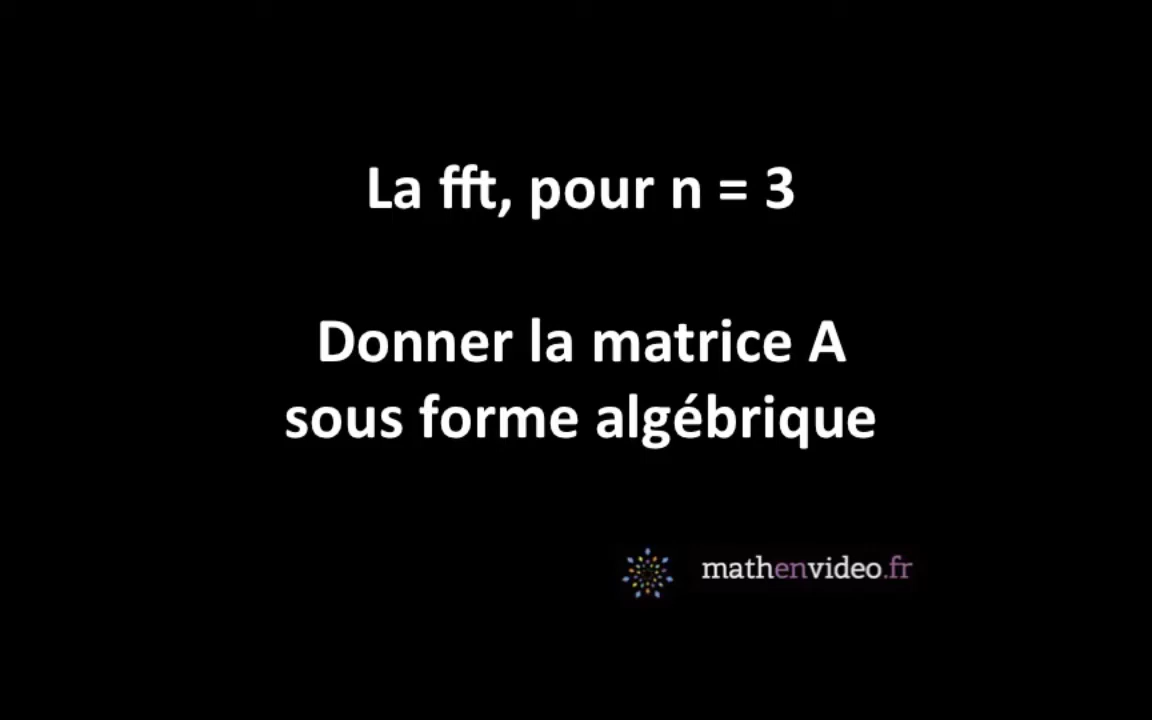 La fft, pour n = 3
Donner la matrice A
sous forme algébrique
mathenvideo.fr